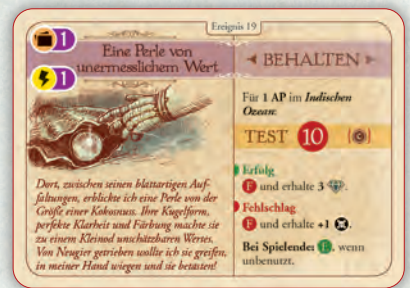 Ereignis 19
1
1
Eine Perle von
unermesslichem Wert
Dort, zwischen seinen blattartigen Auf-
faltungen, erblickte ich eine Perle von der
Größe einer Kokosnuss. Ihre Kugelform,
perfekte Klarheit und Färbung machte sie
zu einem Kleinod unschätzbaren Wertes.
Von Neugier getrieben wollte ich sie greifen,
in meiner Hand wiegen und sie betasten!
BEHALTEN
Für 1 AP im Indischen
Ozean:
TEST 10 (C)
Erfolg
F und erhalte 3
Fehlschlag
F und erhalte +1
Bei Spielende: E, wenn
unbenutzt.